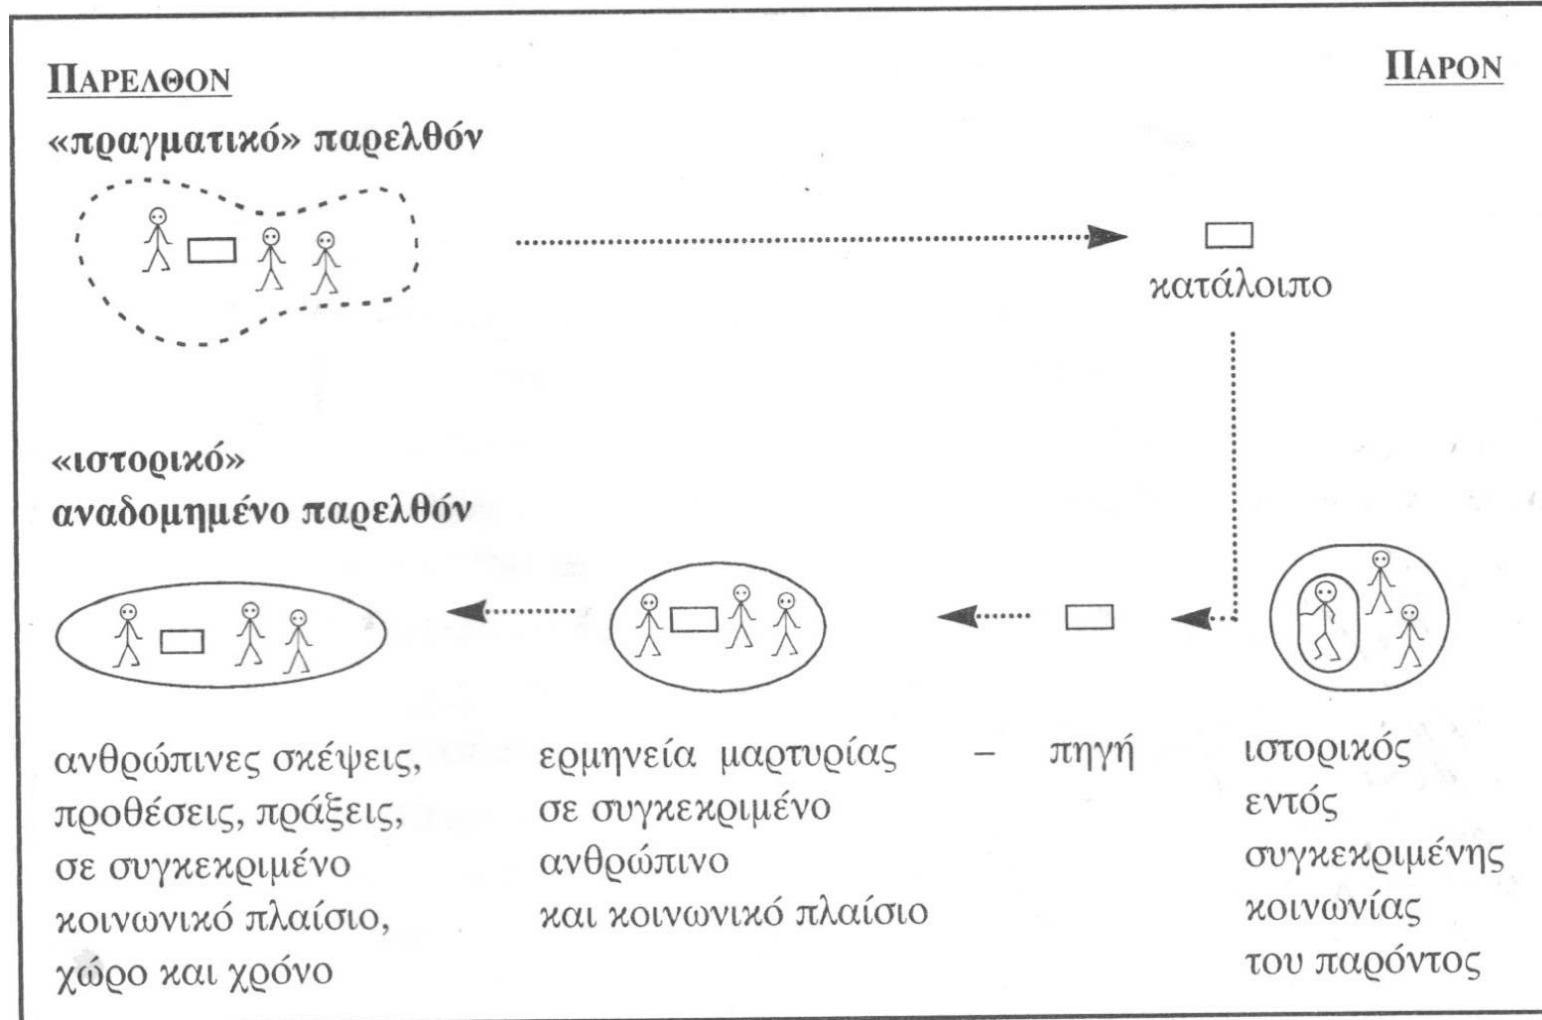 ΠΑΡΕΛΘΟΝ
ΠΑΡΟΝ
«πραγματικό» παρελθόν
κατάλοιπο
«ιστορικό»
αναδομημένο παρελθόν
ανθρώπινες σκέψεις,
προθέσεις, πράξεις,
σε συγκεκριμένο
κοινωνικό πλαίσιο,
χώρο και χρόνο
ερμηνεία μαρτυρίας – πηγή
σε συγκεκριμένο
ανθρώπινο
και κοινωνικό πλαίσιο
ιστορικός
εντός
συγκεκριμένης
κοινωνίας
του παρόντος